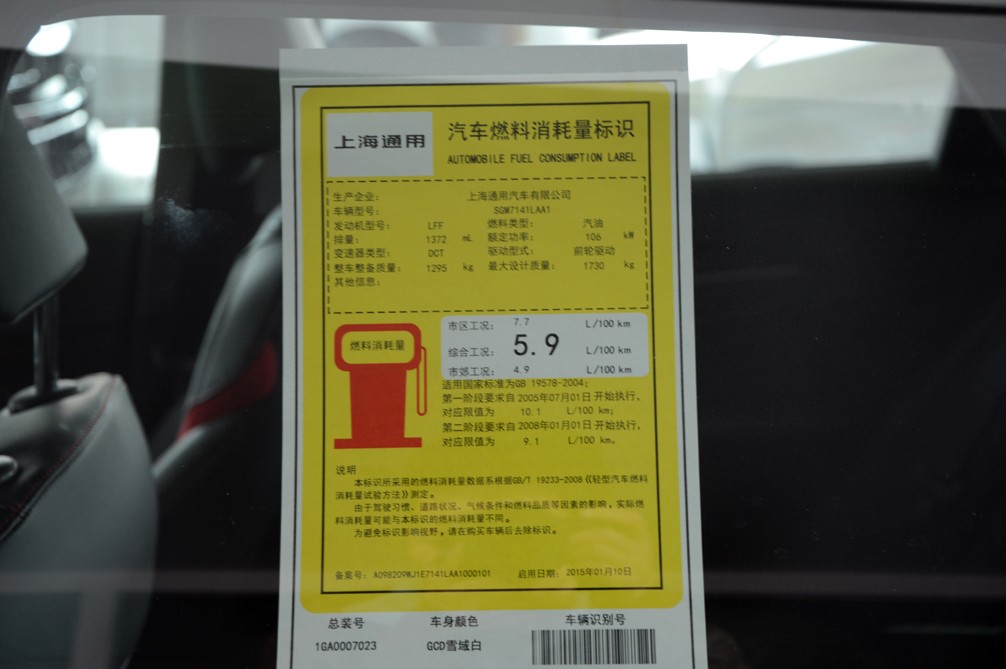 上海通用
汽车燃料消耗量标识
AUTOMOBILE FUEL CONSUMPTION LABEL
生产企业： 上海通用汽车有限公司
车辆型号： SGM7141LAA1
发动机型号： LFF 燃料类型： 汽油
排量： 1372 mL 额定功率： 106 kW
变速器类型： DCT 驱动型式： 前轮驱动
整车整备质量： 1295 kg 最大设计质量： 1730 kg
其他信息：
燃料消耗量
市区工况： 7.7 L/100 km
综合工况： 5.9 L/100 km
市郊工况： 4.9 L/100 km
适用国家标准为GB 19578-2004；
第一阶段要求自 2005年07月01日 开始执行，
对应限值为 10.1 L/100 km；
第二阶段要求自 2008年01月01日 开始执行，
对应限值为 9.1 L/100 km。
说明
本标识所采用的燃料消耗量数据系根据GB/T 19233-2008《轻型汽车燃料
消耗量试验方法》测定。
由于驾驶习惯、道路状况、气候条件和燃料品质等因素的影响，实际燃
料消耗量可能与本标识的燃料消耗量不同。
为避免标识影响视野，请在购买车辆后去除标识。
备案号： A098209WJ1E7141LAA1000101 启用日期： 2015年01月10日
总装号 车身颜色 车辆识别号
1GA0007023 GCD雪域白